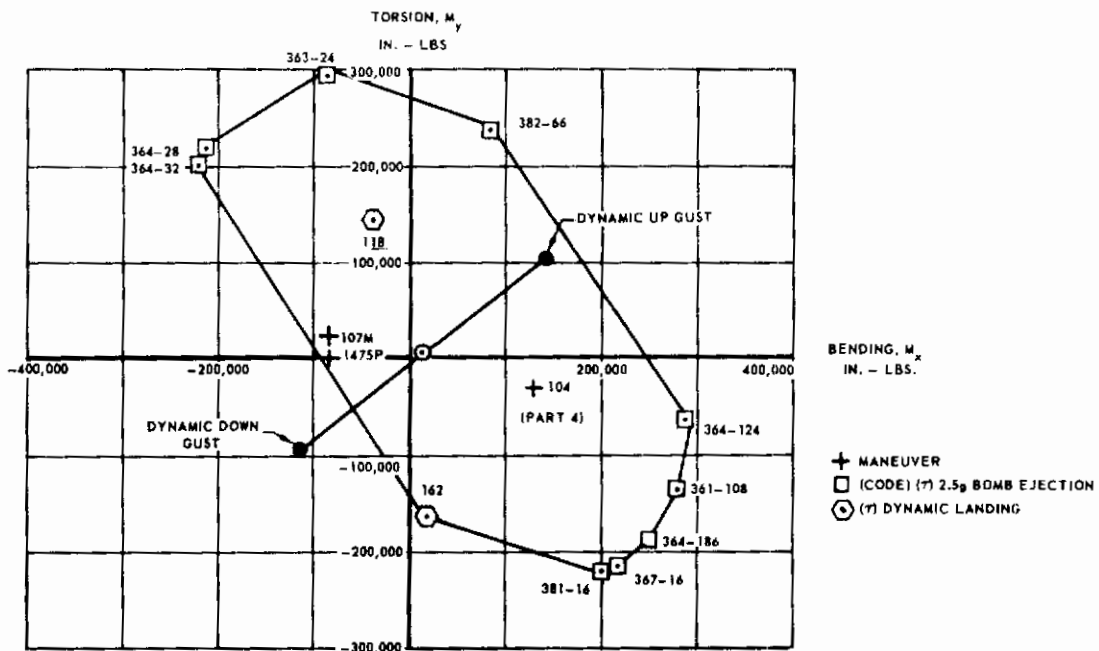 TORSION, My
IN. - LBS
363-24
300,000
382-66
364-28
364-32
200,000
DYNAMIC UP GUST
11B
100,000
107M
1475P
BENDING, Mx
IN. - LBS.
-400,000
-200,000
200,000
400,000
104
(PART 4)
DYNAMIC DOWN
GUST
364-124
-100,000
MANEUVER
162
361-108
(CODE) (τ) 2.5g BOMB EJECTION
(τ) DYNAMIC LANDING
364-186
-200,000
381-16
367-16
-300,000